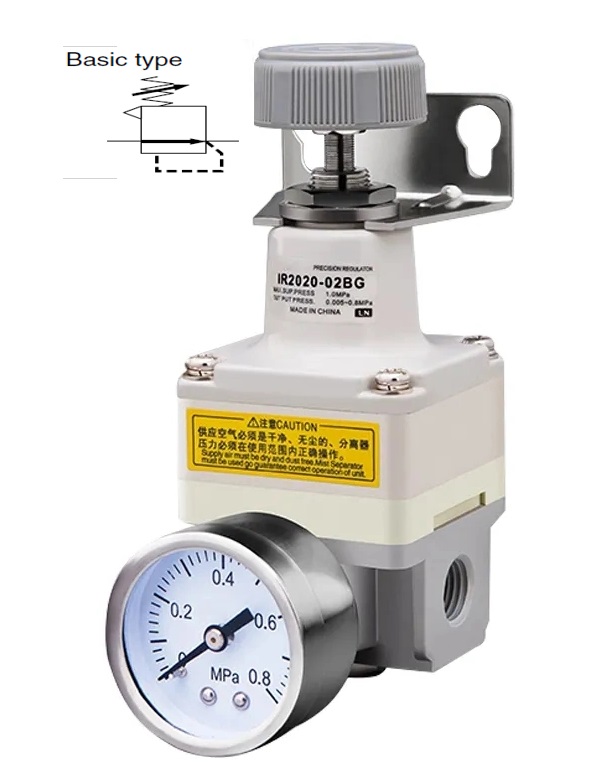 Basic type
PRECISION REGULATOR
IR2020-02BG
MAX.SUP.PRESS 1.0MPa
OUTPUT PRESS. 0.005~0.8MPa
MADE IN CHINA LN
⚠注意CAUTION
供应空气必须是干净、无尘的、分离器
压力必须在使用范围内正确操作。
Supply air must be dry and dust free.Mist Separator
must be used go guarantee correct operation of unit.
0.4
0.2
0.6
0
MPa 0.8